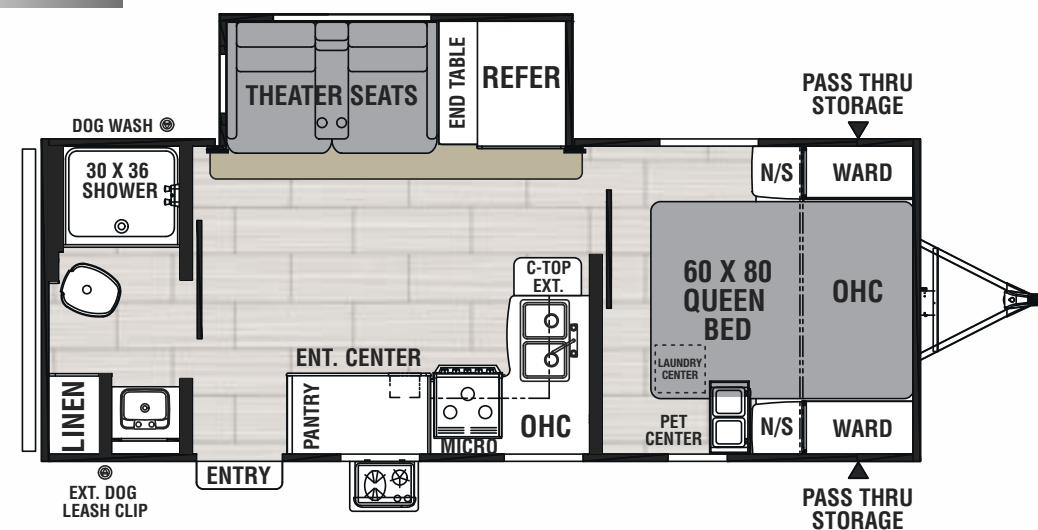 PASS THRU
STORAGE
DOG WASH
30 X 36
SHOWER
THEATER SEATS
END TABLE
REFER
N/S
WARD
C-TOP
EXT.
60 X 80
QUEEN
BED
OHC
LAUNDRY
CENTER
ENT. CENTER
LINEN
PANTRY
MICRO
OHC
PET
CENTER
N/S
WARD
ENTRY
EXT. DOG
LEASH CLIP
PASS THRU
STORAGE